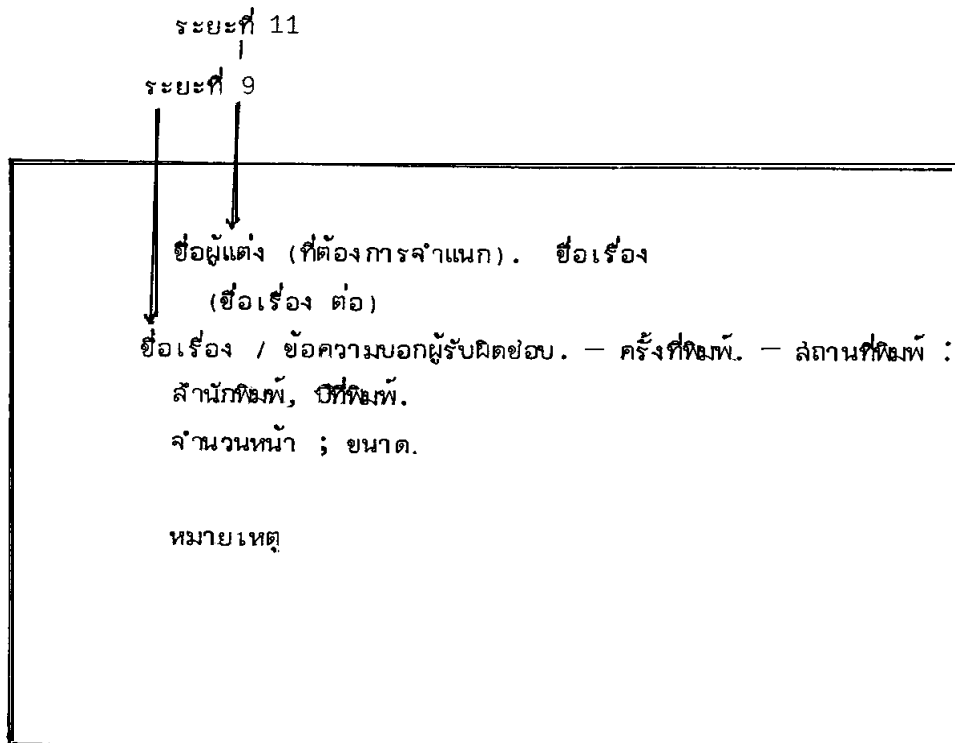 ระยะที่ 11
ระยะที่ 9
ชื่อผู้แต่ง (ที่ต้องการจำแนก). ชื่อเรื่อง
(ชื่อเรื่อง ต่อ)
ชื่อเรื่อง / ข้อความบอกผู้รับผิดชอบ. — ครั้งที่พิมพ์. — สถานที่พิมพ์ :
สำนักพิมพ์, ปีที่พิมพ์.
จำนวนหน้า ; ขนาด.
หมายเหตุ